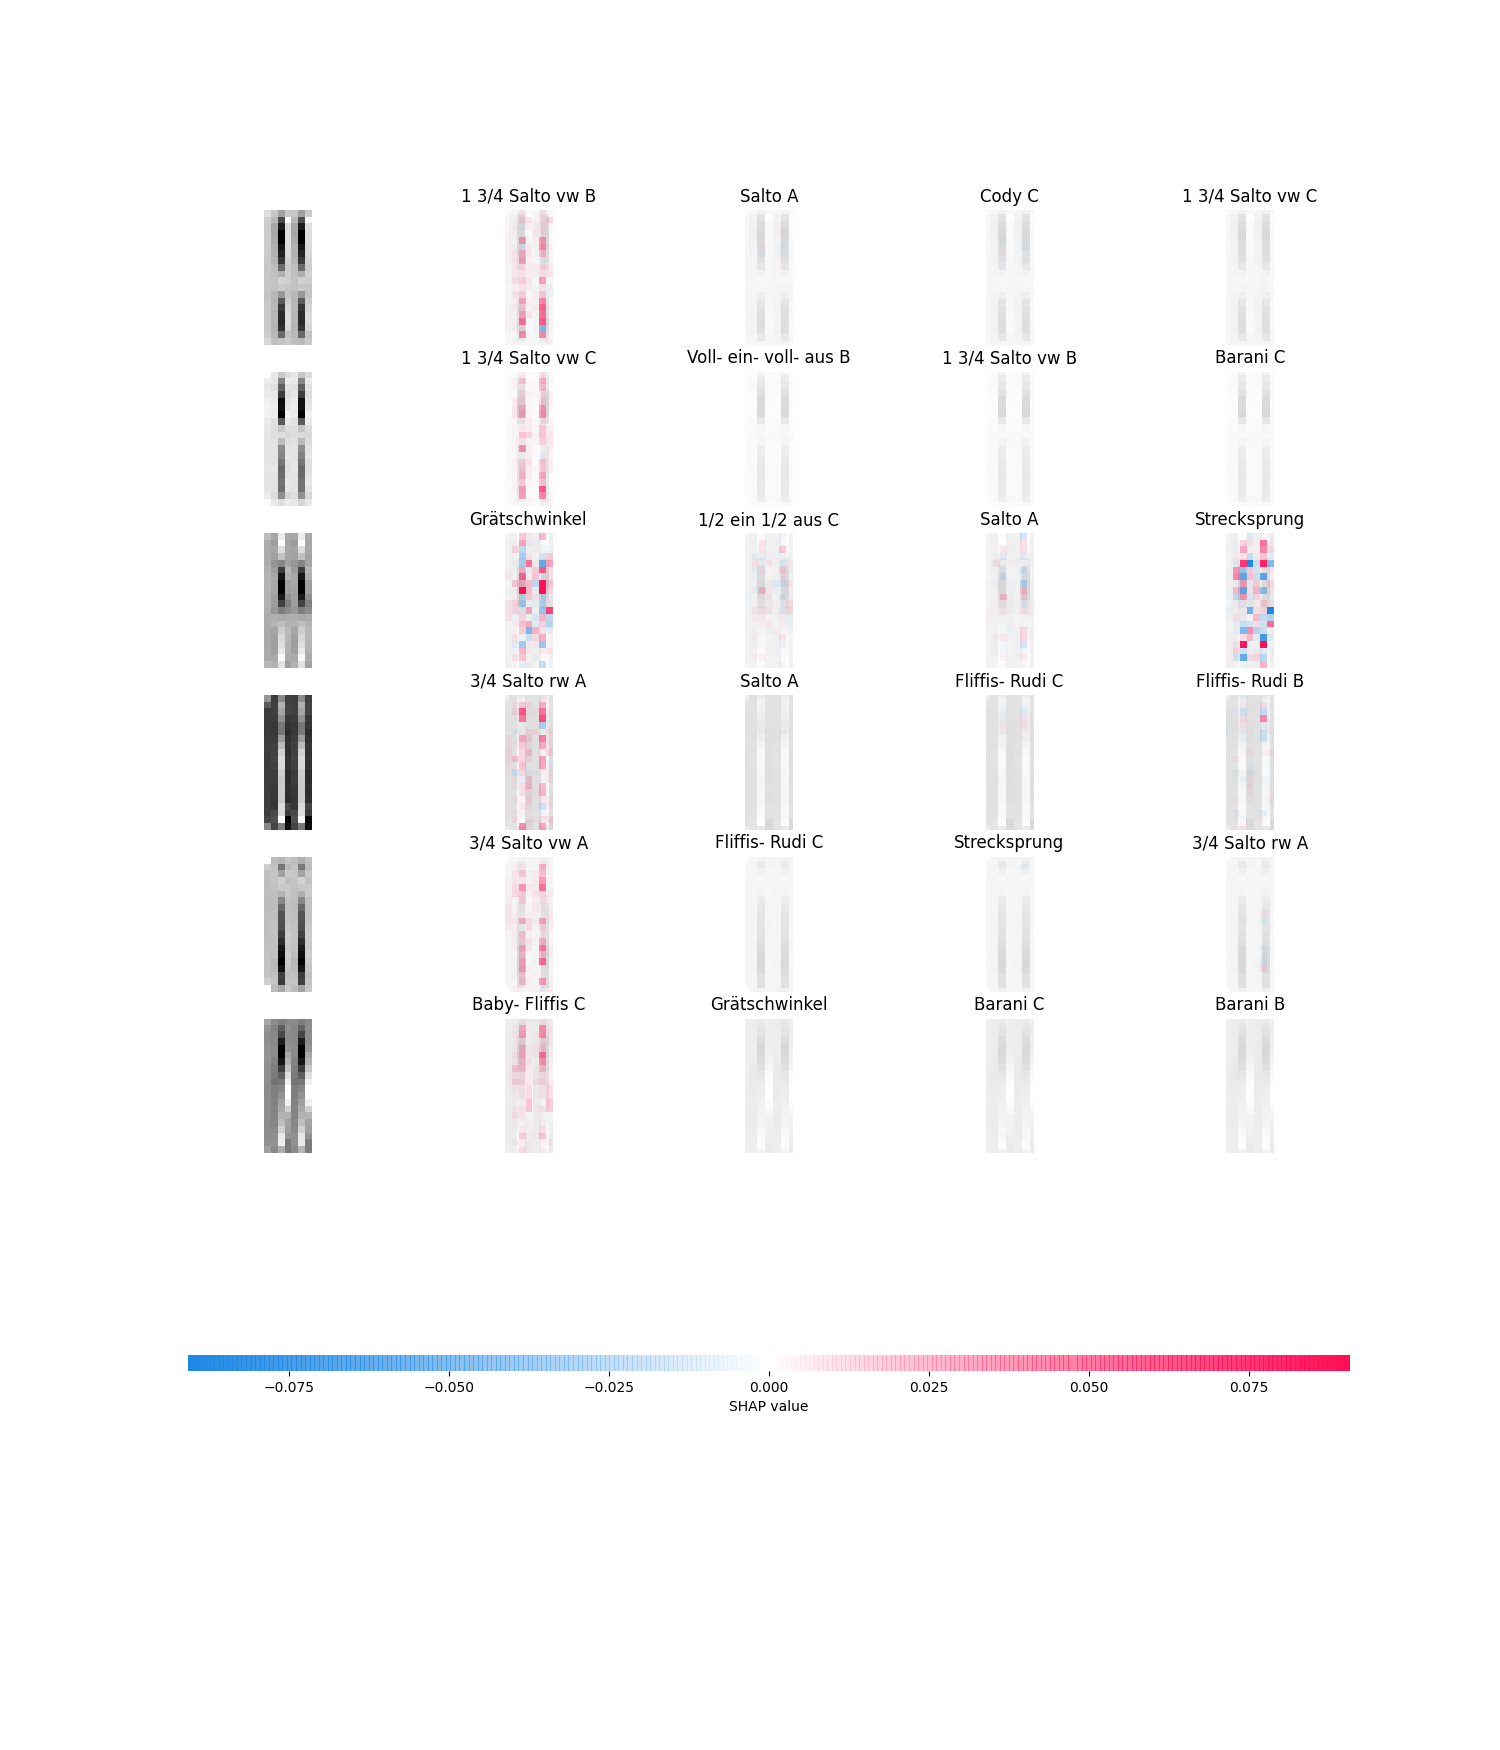 1 3/4 Salto vw B
Salto A
Cody C
1 3/4 Salto vw C
1 3/4 Salto vw C
Voll- ein- voll- aus B
1 3/4 Salto vw B
Barani C
Grätschwinkel
1/2 ein 1/2 aus C
Salto A
Strecksprung
3/4 Salto rw A
Salto A
Fliffis- Rudi C
Fliffis- Rudi B
3/4 Salto vw A
Fliffis- Rudi C
Strecksprung
3/4 Salto rw A
Baby- Fliffis C
Grätschwinkel
Barani C
Barani B
−0.075
−0.050
−0.025
0.000
0.025
0.050
0.075
SHAP value